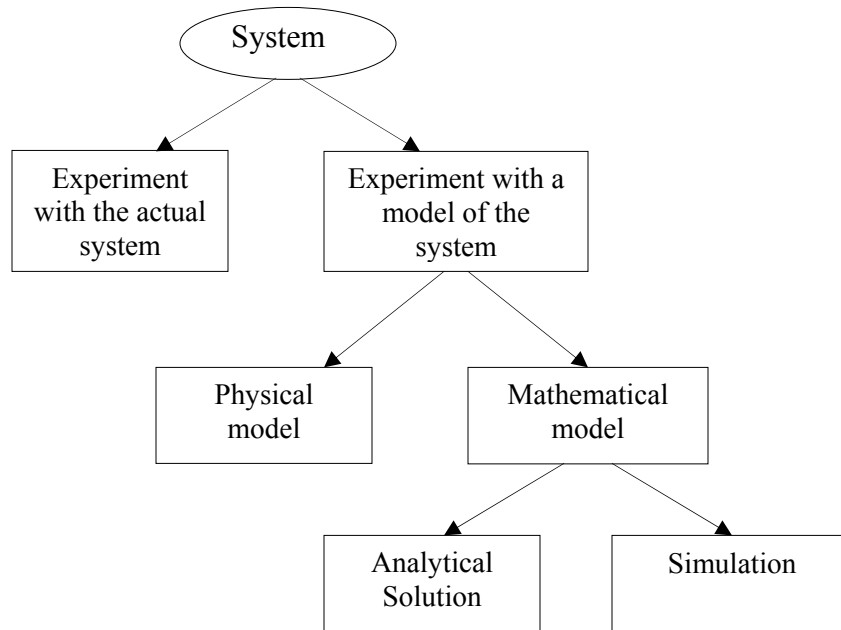 System
Experiment
with the actual
system
Experiment with a
model of the
system
Physical
model
Mathematical
model
Analytical
Solution
Simulation